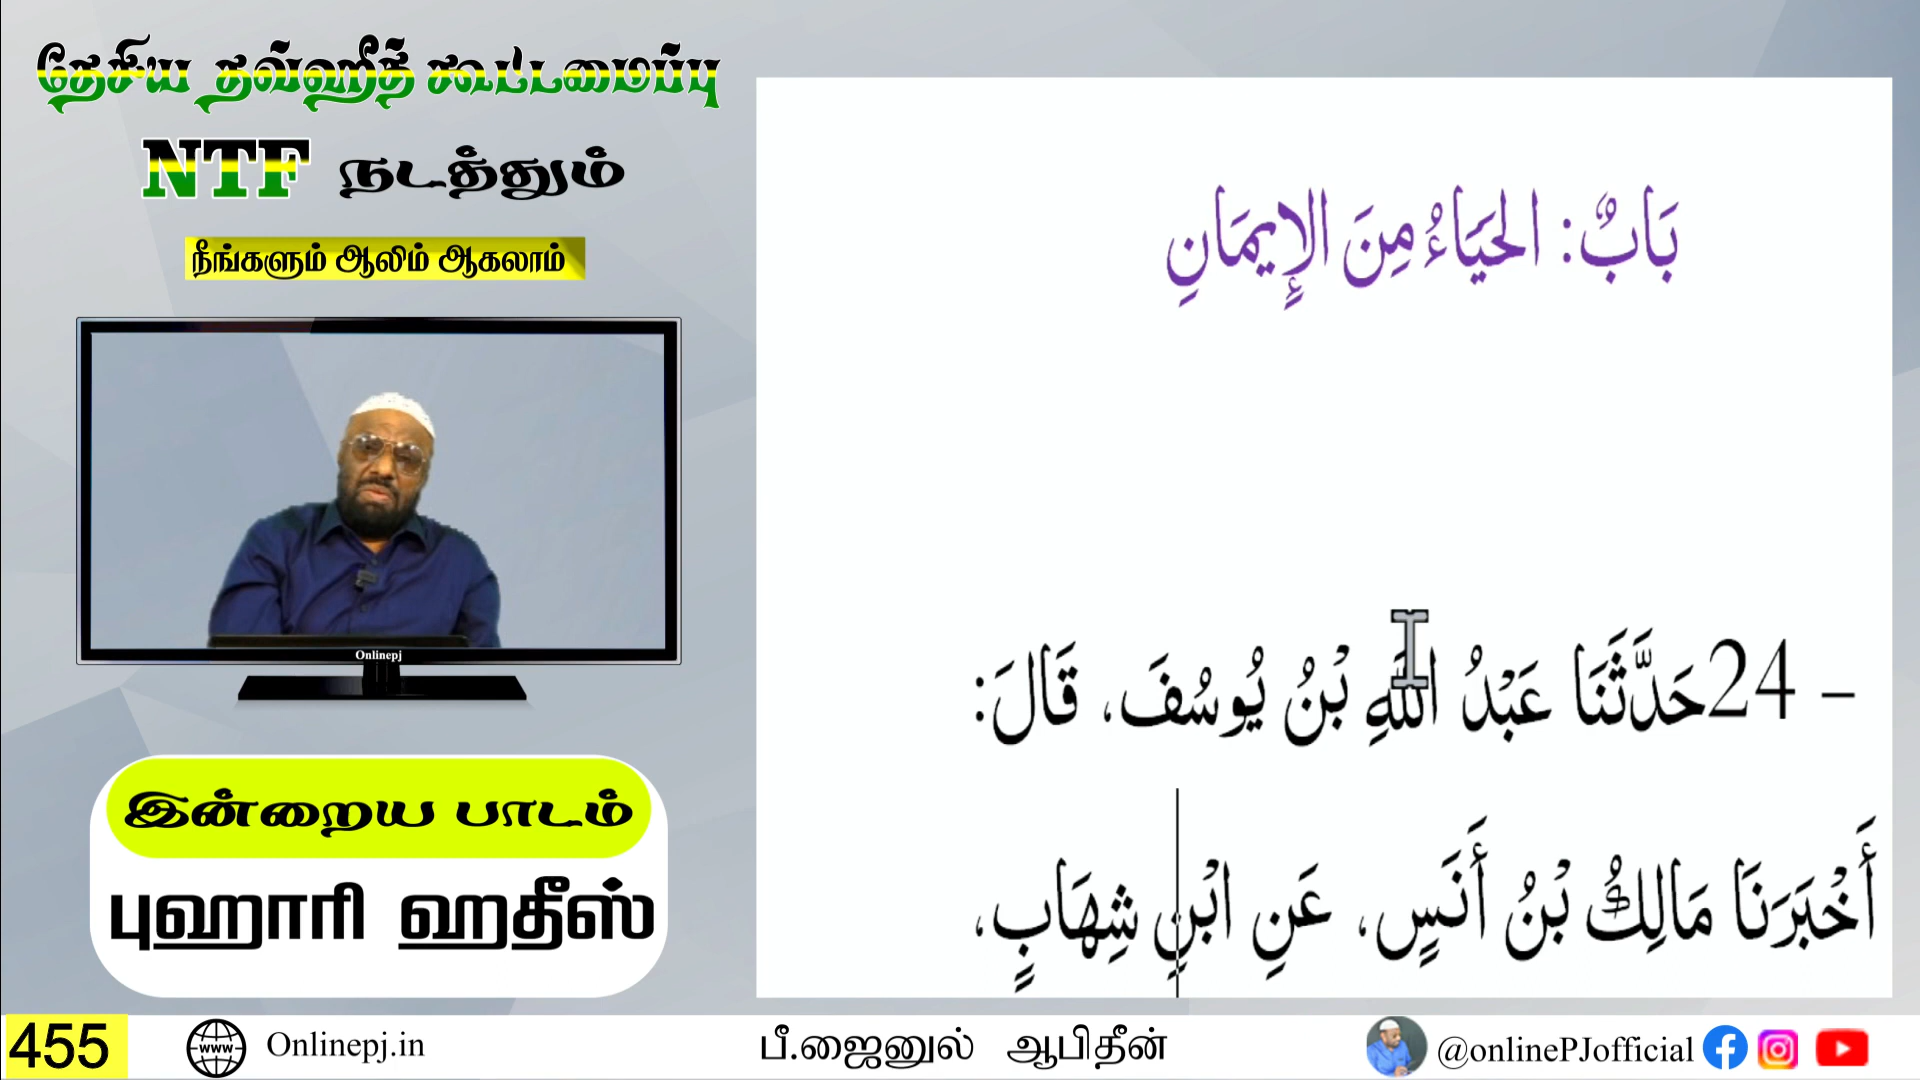 தேசிய தவ்ஹீத் கூட்டமைப்பு
NTF நடத்தும்
நீங்களும் ஆலிம் ஆகலாம்
Onlinepj
இன்றைய பாடம்
புஹாரி ஹதீஸ்
بَابٌ: الحَيَاءُ مِنَ الإِيمَانِ
24 - حَدَّثَنَا عَبْدُ اللَّهِ بْنُ يُوسُفَ، قَالَ:
أَخْبَرَنَا مَالِكُ بْنُ أَنَسٍ، عَنِ ابْنِ شِهَابٍ،
455
www
Onlinepj.in
பீ.ஜைனுல் ஆபிதீன்
@onlinePJofficial